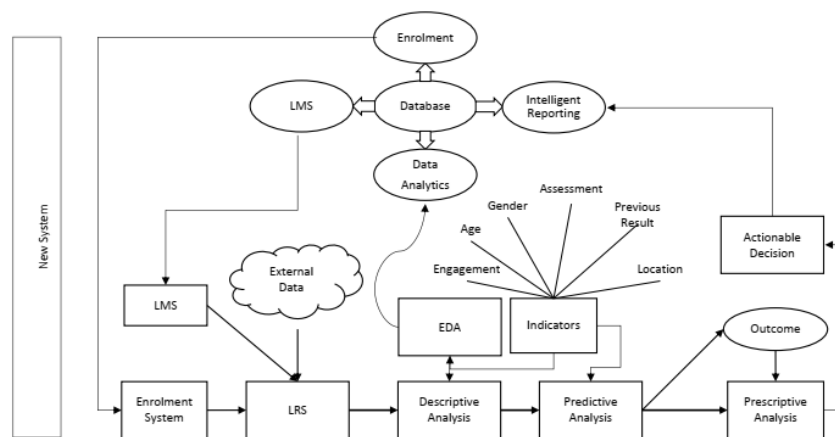 Enrolment
LMS
Database
Intelligent
Reporting
Data
Analytics
New System
Assessment
Gender
Previous
Result
Age
Engagement
Location
Actionable
Decision
External
Data
LMS
EDA
Indicators
Outcome
Enrolment
System
LRS
Descriptive
Analysis
Predictive
Analysis
Prescriptive
Analysis